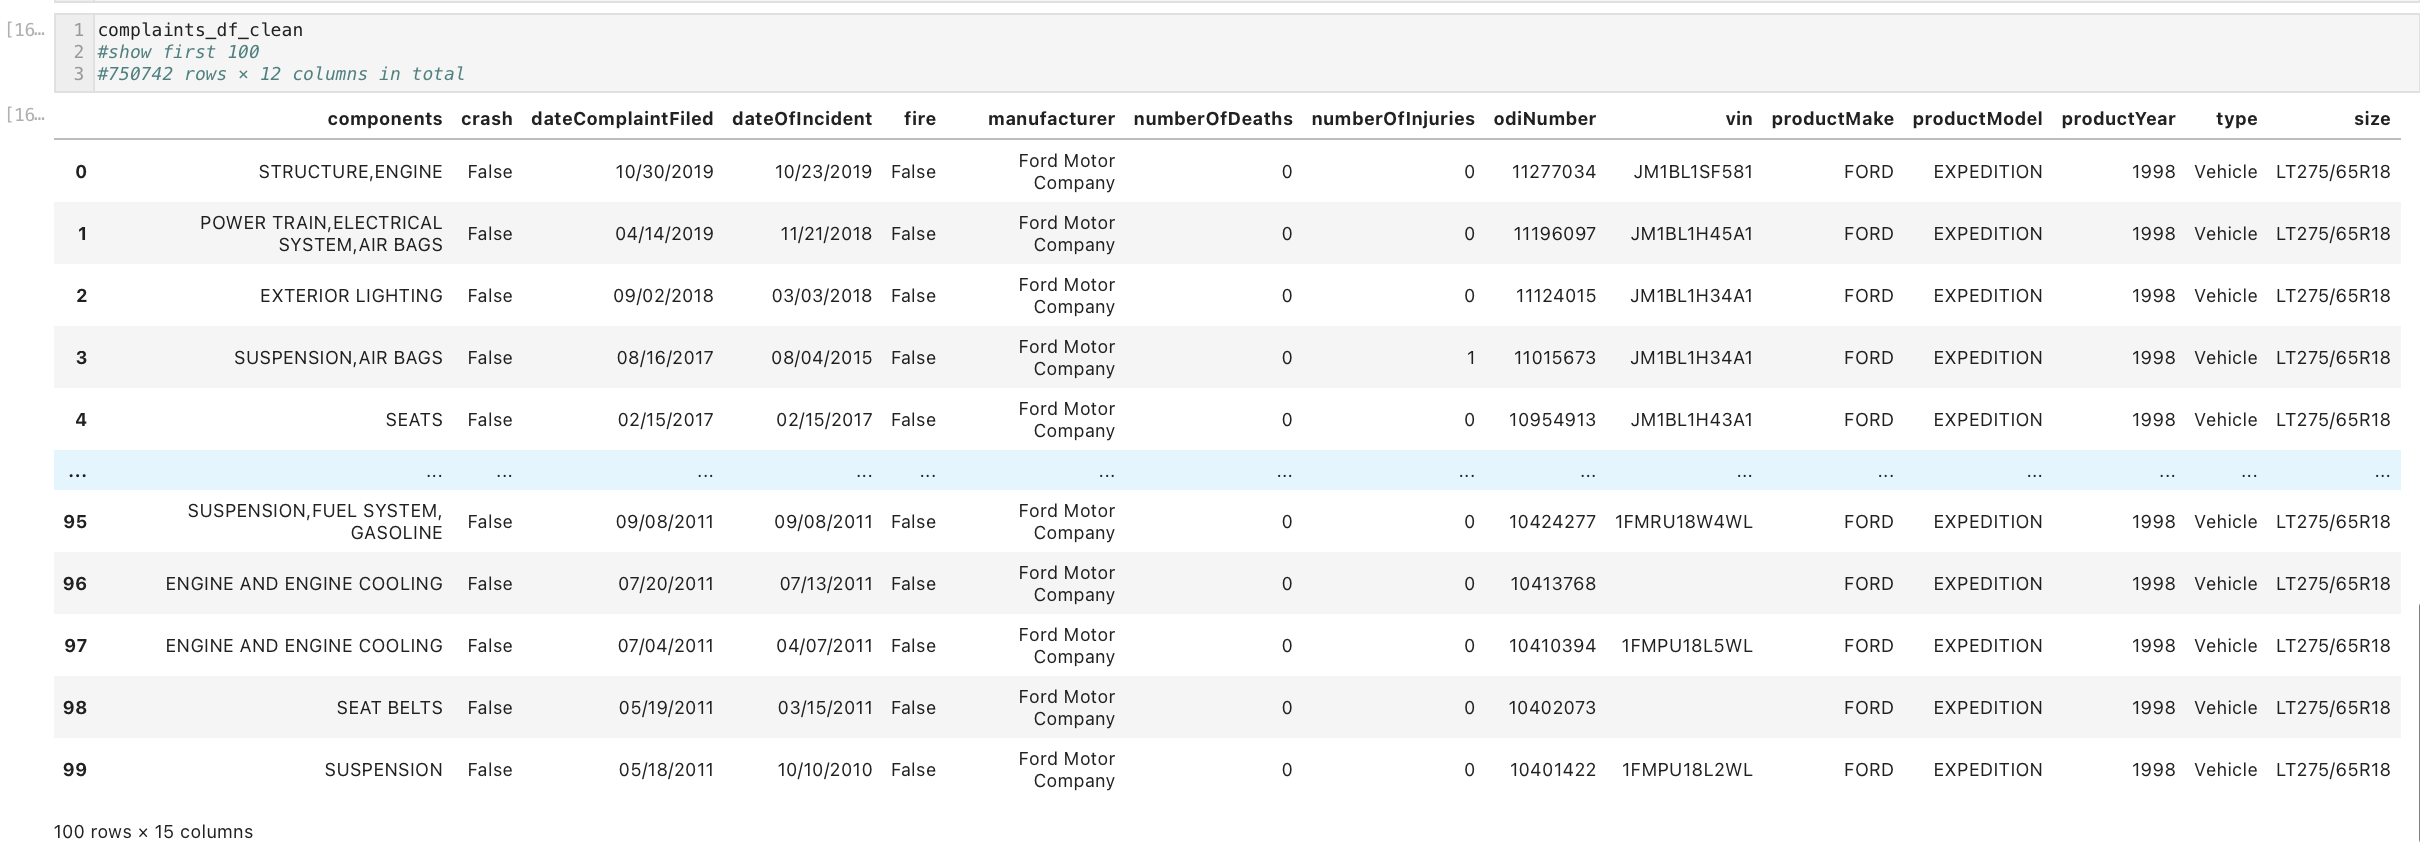 [16…
1 complaints_df_clean
2 #show first 100
3 #750742 rows × 12 columns in total
[16…
components crash dateComplaintFiled dateOfIncident fire manufacturer numberOfDeaths numberOfInjuries odiNumber vin productMake productModel productYear type size
0 STRUCTURE,ENGINE False 10/30/2019 10/23/2019 False Ford Motor Company 0 0 11277034 JM1BL1SF581 FORD EXPEDITION 1998 Vehicle LT275/65R18
1 POWER TRAIN,ELECTRICAL SYSTEM,AIR BAGS False 04/14/2019 11/21/2018 False Ford Motor Company 0 0 11196097 JM1BL1H45A1 FORD EXPEDITION 1998 Vehicle LT275/65R18
2 EXTERIOR LIGHTING False 09/02/2018 03/03/2018 False Ford Motor Company 0 0 11124015 JM1BL1H34A1 FORD EXPEDITION 1998 Vehicle LT275/65R18
3 SUSPENSION,AIR BAGS False 08/16/2017 08/04/2015 False Ford Motor Company 0 1 11015673 JM1BL1H34A1 FORD EXPEDITION 1998 Vehicle LT275/65R18
4 SEATS False 02/15/2017 02/15/2017 False Ford Motor Company 0 0 10954913 JM1BL1H43A1 FORD EXPEDITION 1998 Vehicle LT275/65R18
... ... ... ... ... ... ... ... ... ... ... ... ... ... ... ...
95 SUSPENSION,FUEL SYSTEM, GASOLINE False 09/08/2011 09/08/2011 False Ford Motor Company 0 0 10424277 1FMRU18W4WL FORD EXPEDITION 1998 Vehicle LT275/65R18
96 ENGINE AND ENGINE COOLING False 07/20/2011 07/13/2011 False Ford Motor Company 0 0 10413768 FORD EXPEDITION 1998 Vehicle LT275/65R18
97 ENGINE AND ENGINE COOLING False 07/04/2011 04/07/2011 False Ford Motor Company 0 0 10410394 1FMPU18L5WL FORD EXPEDITION 1998 Vehicle LT275/65R18
98 SEAT BELTS False 05/19/2011 03/15/2011 False Ford Motor Company 0 0 10402073 FORD EXPEDITION 1998 Vehicle LT275/65R18
99 SUSPENSION False 05/18/2011 10/10/2010 False Ford Motor Company 0 0 10401422 1FMPU18L2WL FORD EXPEDITION 1998 Vehicle LT275/65R18
100 rows × 15 columns